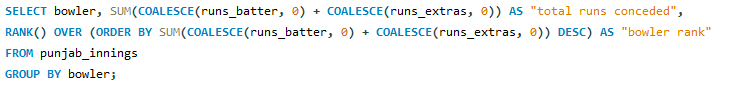 SELECT bowler, SUM(COALESCE(runs_batter, 0) + COALESCE(runs_extras, 0)) AS "total runs conceded",
RANK() OVER (ORDER BY SUM(COALESCE(runs_batter, 0) + COALESCE(runs_extras, 0)) DESC) AS "bowler rank"
FROM punjab_innings
GROUP BY bowler;